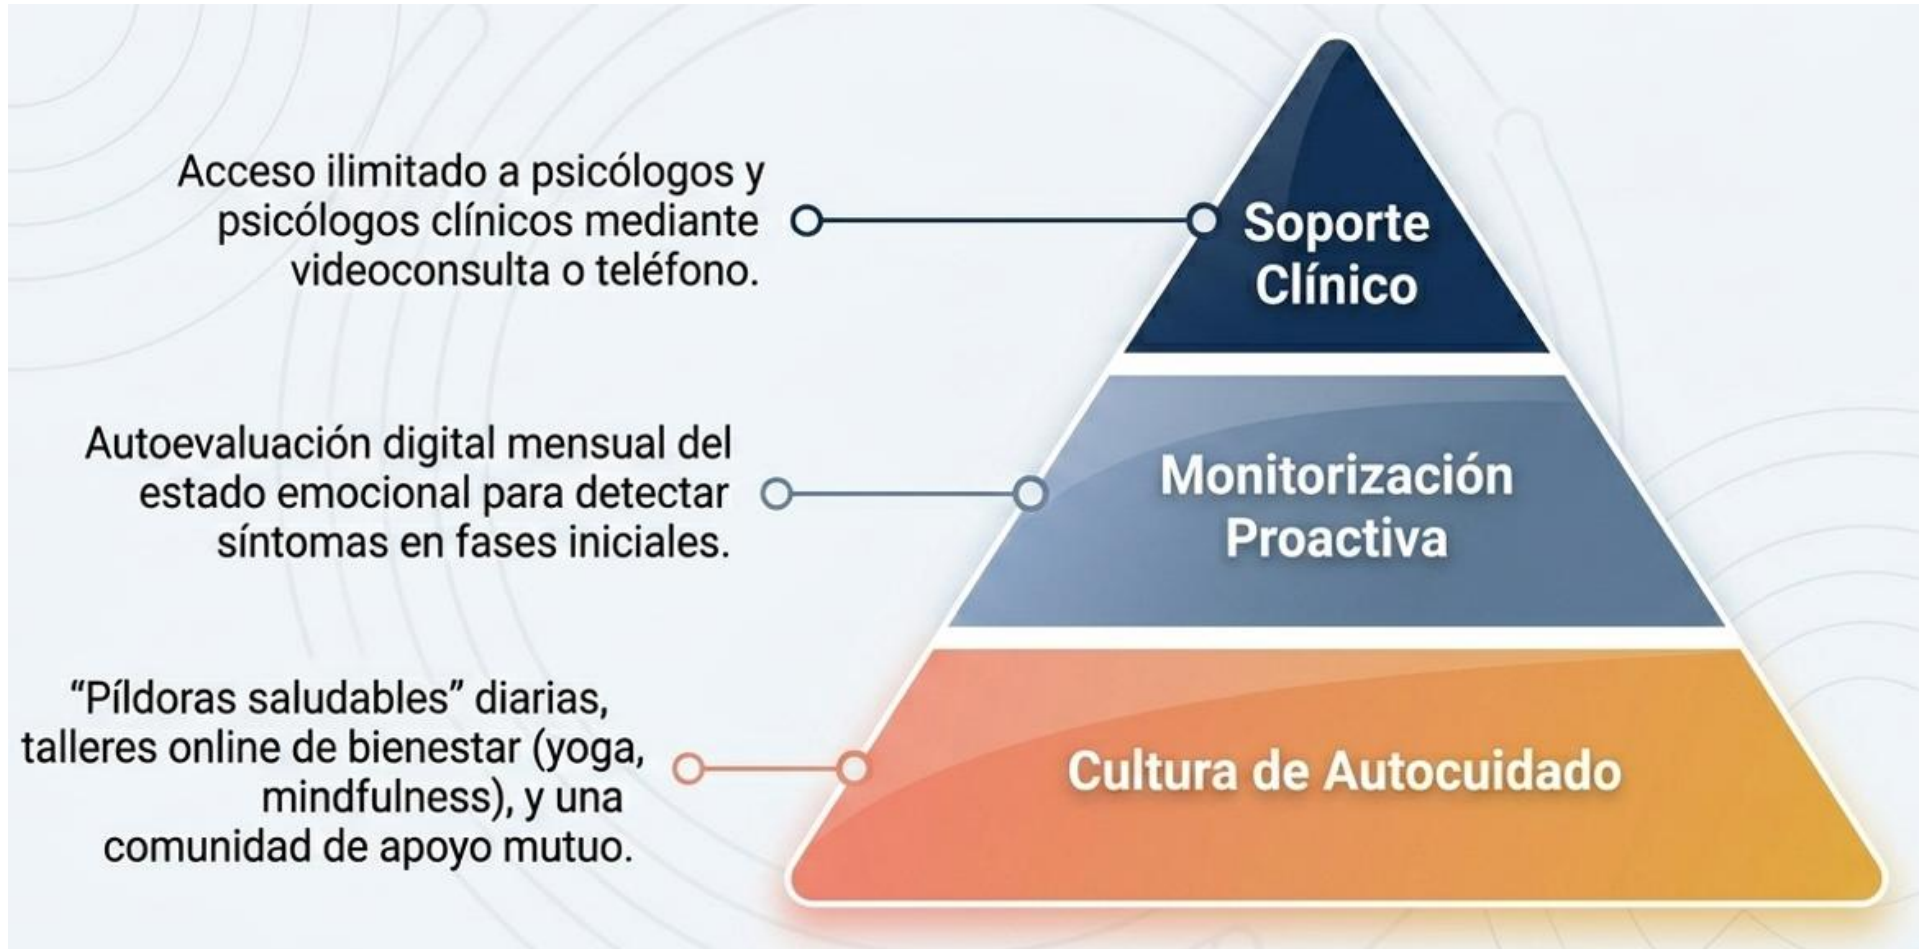 Acceso ilimitado a psicólogos y
psicólogos clínicos mediante
videoconsulta o teléfono.
Soporte
Clínico
Autoevaluación digital mensual del
estado emocional para detectar
síntomas en fases iniciales.
Monitorización
Proactiva
“Píldoras saludables” diarias,
talleres online de bienestar (yoga,
mindfulness), y una
comunidad de apoyo mutuo.
Cultura de Autocuidado